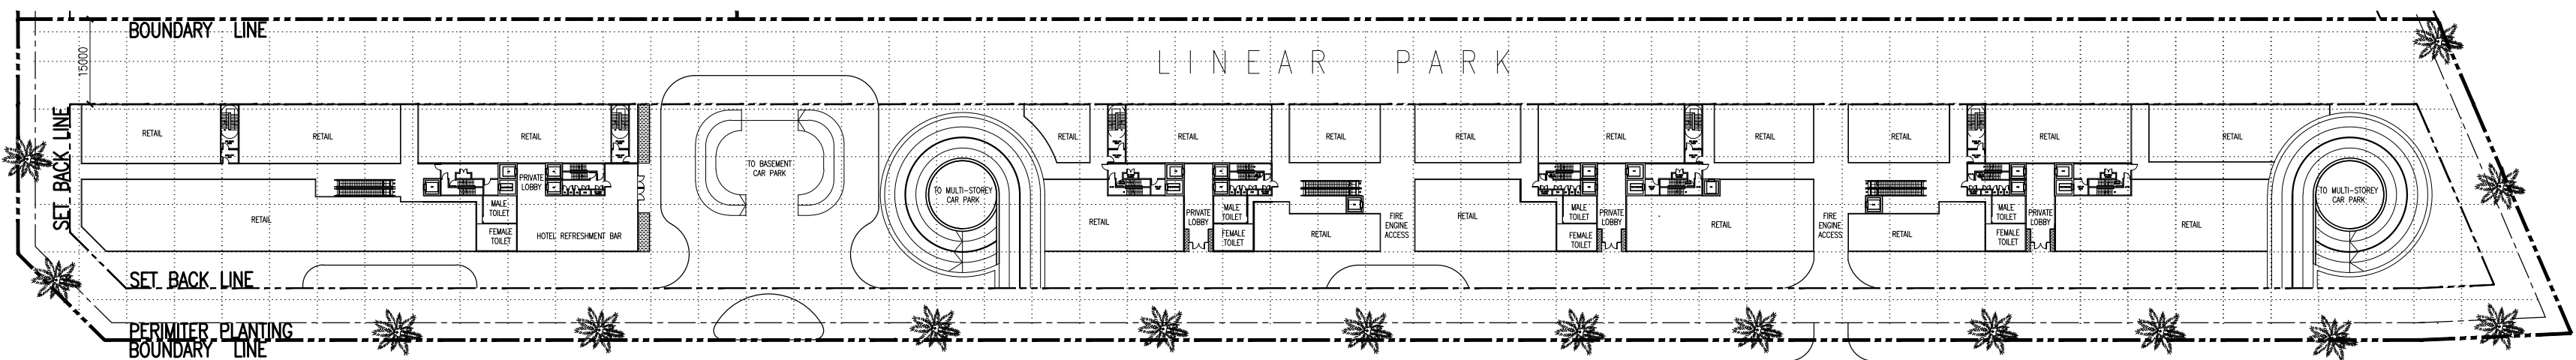 BOUNDARY LINE
15000
LINEAR PARK
SET BACK LINE
RETAIL
RETAIL
RETAIL
RETAIL
RETAIL
RETAIL
RETAIL
RETAIL
RETAIL
RETAIL
RETAIL
RETAIL
TO BASEMENT
CAR PARK
PRIVATE
LOBBY
TO MULTI-STOREY
CAR PARK
TO MULTI-STOREY
CAR PARK
MALE
TOILET
FEMALE
TOILET
RETAIL
HOTEL REFRESHMENT BAR
RETAIL
PRIVATE
LOBBY
MALE
TOILET
FEMALE
TOILET
RETAIL
FIRE
ENGINE
ACCESS
RETAIL
MALE
TOILET
FEMALE
TOILET
PRIVATE
LOBBY
RETAIL
FIRE
ENGINE
ACCESS
RETAIL
MALE
TOILET
FEMALE
TOILET
PRIVATE
LOBBY
RETAIL
SET BACK LINE
PERIMITER PLANTING
BOUNDARY LINE